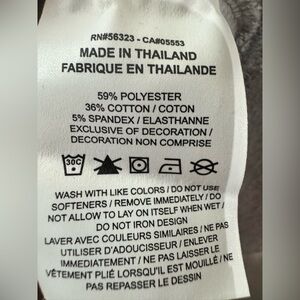 RN#56323 - CA#05553
MADE IN THAILAND
FABRIQUE EN THAILANDE
59% POLYESTER
36% COTTON / COTON
5% SPANDEX / ELASTHANNE
EXCLUSIVE OF DECORATION /
DECORATION NON COMPRISE
30C
WASH WITH LIKE COLORS / DO NOT USE
SOFTENERS / REMOVE IMMEDIATELY / DO
NOT ALLOW TO LAY ON ITSELF WHEN WET /
DO NOT IRON DESIGN
LAVER AVEC COULEURS SIMILAIRES / NE PAS
UTILISER D'ADOUCISSEUR / ENLEVER
IMMEDIATEMENT / NE PAS LAISSER LE
VÊTEMENT PLIÉ LORSQU'IL EST MOUILLÉ / NE
PAS REPASSER LE DESSIN